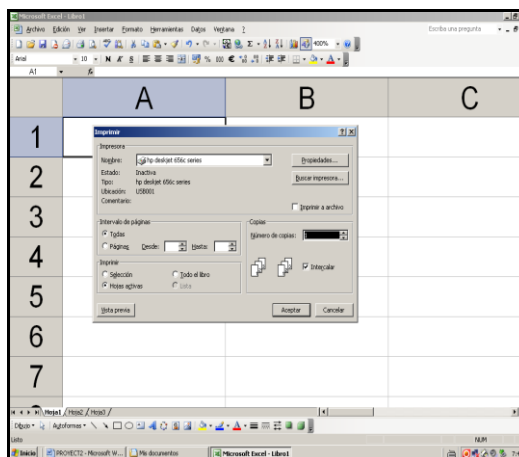 Microsoft Excel - Libro1
Archivo Edición Ver Insertar Formato Herramientas Datos Ventana ?
Escriba una pregunta
400%
Arial 10 N K S
A1
A B C
1
Imprimir
Impresora
Nombre: hp deskjet 656c series Propiedades...
Estado: Inactiva
Tipo: hp deskjet 656c series Buscar impresora...
Ubicación: USB001
Comentario: Imprimir a archivo
Intervalo de páginas Copias
Todas Número de copias:
Páginas Desde: Hasta:
Imprimir
Selección Todo el libro Intercalar
Hojas activas Lista
Vista previa Aceptar Cancelar
2
3
4
5
6
7
Hoja1 / Hoja2 / Hoja3
Dibujo Autoformas
Listo NUM
Inicio PROYECT2 - Microsoft W... Mis documentos Microsoft Excel - Libro1